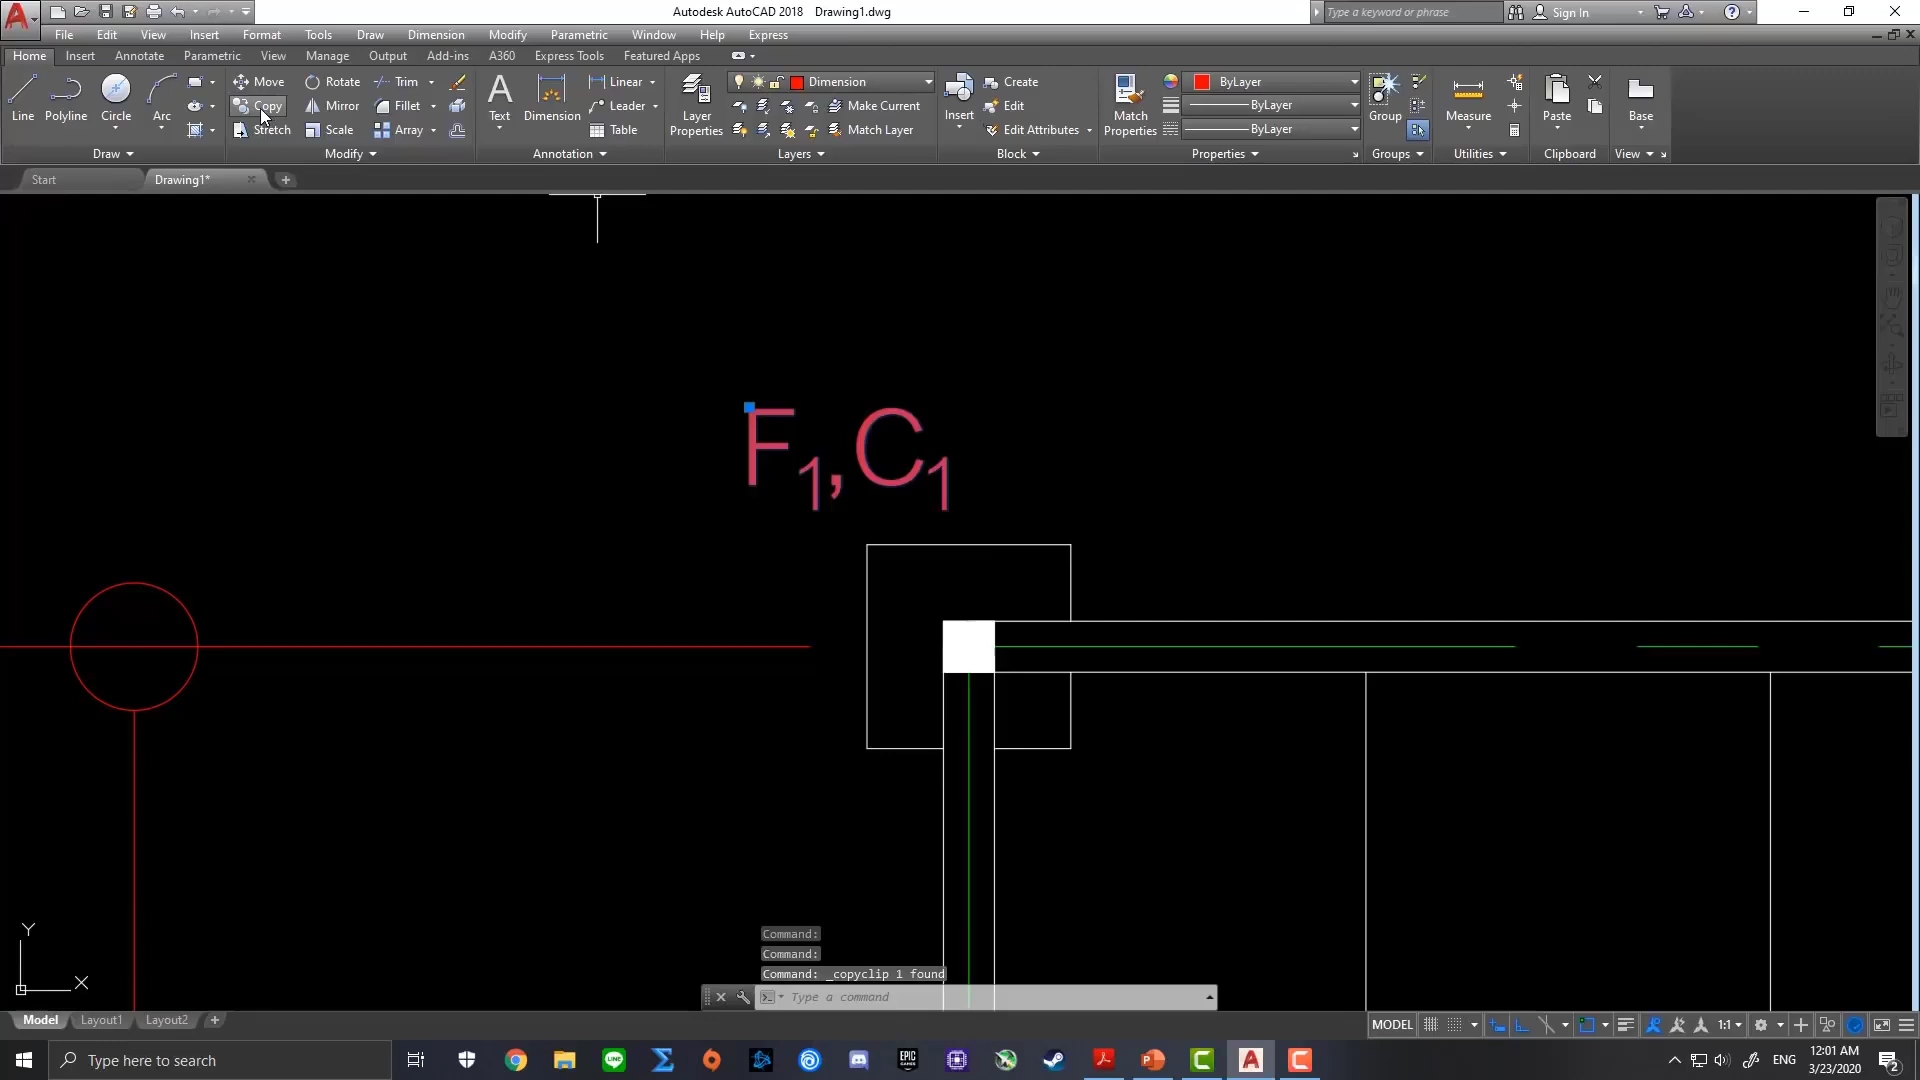 Autodesk AutoCAD 2018 Drawing1.dwg
Type a keyword or phrase
Sign In
File Edit View Insert Format Tools Draw Dimension Modify Parametric Window Help Express
Home Insert Annotate Parametric View Manage Output Add-ins A360 Express Tools Featured Apps
Line Polyline Circle Arc
Move Rotate Trim
Copy Mirror Fillet
Stretch Scale Array
Text Dimension
Linear
Leader
Table
Layer Properties
Dimension
Make Current
Match Layer
Insert
Create
Edit
Edit Attributes
Match Properties
ByLayer
ByLayer
ByLayer
Group
Measure
Paste
Base
Draw Modify Annotation Layers Block Properties Groups Utilities Clipboard View
Start Drawing1*
F1,C1
Y
X
Command:
Command:
Command: _copyclip 1 found
Type a command
Model Layout1 Layout2
MODEL 1:1
Type here to search
EPIC GAMES
ENG
12:01 AM
3/23/2020
2